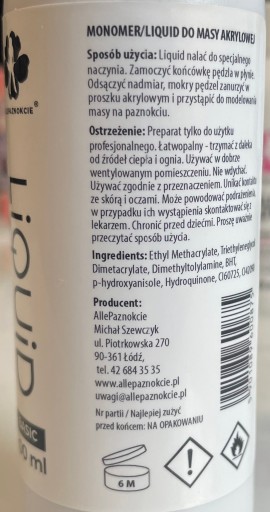 MONOMER/LIQUID DO MASY AKRYLOWEJ
Sposób użycia: Liquid nalać do specjalnego
naczynia. Zamoczyć końcówkę pędzla w płynie.
Odsączyć nadmiar, mokry pędzel zanurzyć w
proszku akrylowym i przystąpić do modelowania
masy na paznokciu.
Ostrzeżenie: Preparat tylko do użytku
profesjonalnego. Łatwopalny - trzymać z daleka
od źródeł ciepła i ognia. Używać w dobrze
wentylowanym pomieszczeniu. Nie wdychać.
Używać zgodnie z przeznaczeniem. Unikać kontaktu
ze skórą i oczami. Może powodować podrażnienia,
w przypadku ich wystąpienia skontaktować się z
lekarzem. Chronić przed dziećmi. Proszę uważnie
przeczytać sposób użycia.
Ingredients: Ethyl Methacrylate, Triethyleneglycol
Dimetacrylate, Dimethyltolylamine, BHT,
p-hydroxyanisole, Hydroquinone, CI60725,
Producent:
AllePaznokcie
Michał Szewczyk
ul. Piotrkowska 270
90-361 Łódź,
tel. 42 684 35 35
www.allepaznokcie.pl
uwagi@allepaznokcie.pl
Nr partii / Najlepiej zużyć
przed końcem: NA OPAKOWANIU
6 M
LEPAZNOKCIE®
LiQUiD
BASIC
0 ml